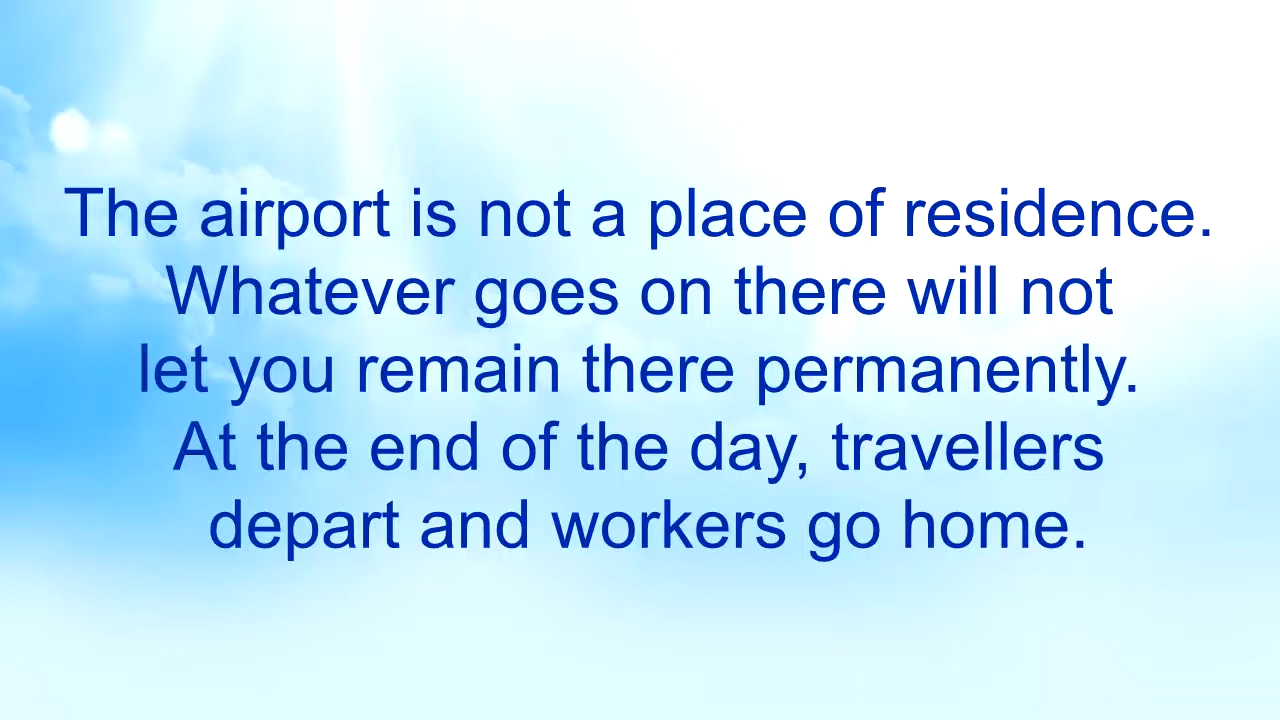 The airport is not a place of residence.
Whatever goes on there will not
let you remain there permanently.
At the end of the day, travellers
depart and workers go home.